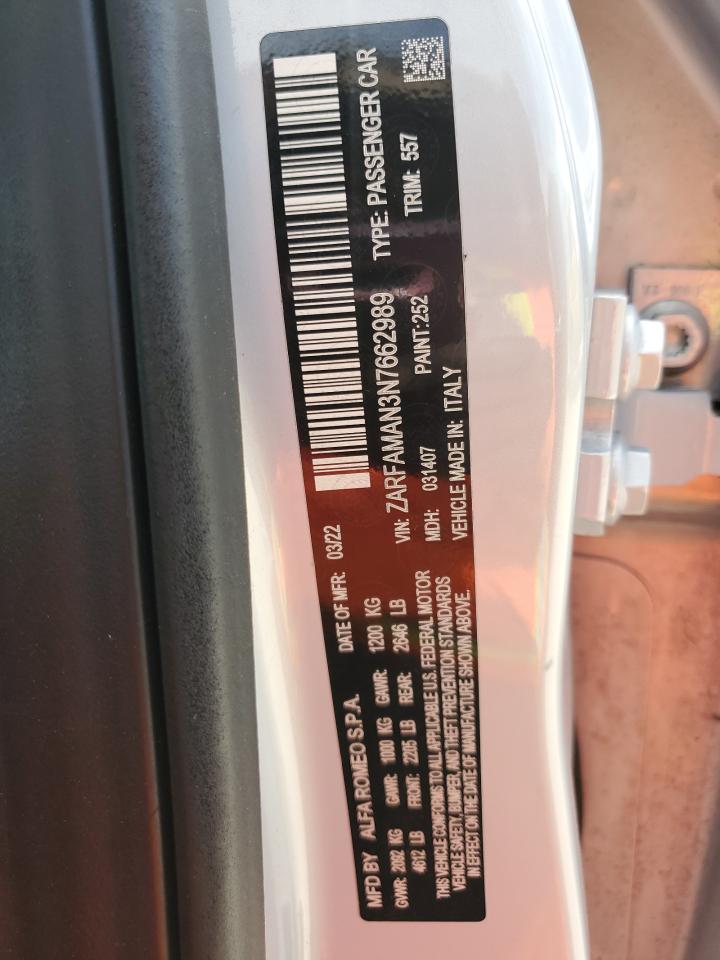 MFD BY ALFA ROMEO S.P.A. DATE OF MFR: 03/22
GVWR: 2092 KG GAWR: 1000 KG GAWR: 1200 KG
4612 LB FRONT: 2205 LB REAR: 2646 LB
THIS VEHICLE CONFORMS TO ALL APPLICABLE U.S. FEDERAL MOTOR
VEHICLE SAFETY, BUMPER, AND THEFT PREVENTION STANDARDS
IN EFFECT ON THE DATE OF MANUFACTURE SHOWN ABOVE.
VIN: ZARFAMAN3N7662989 TYPE: PASSENGER CAR
MDH: 031407 PAINT:252 TRIM: 557
VEHICLE MADE IN: ITALY